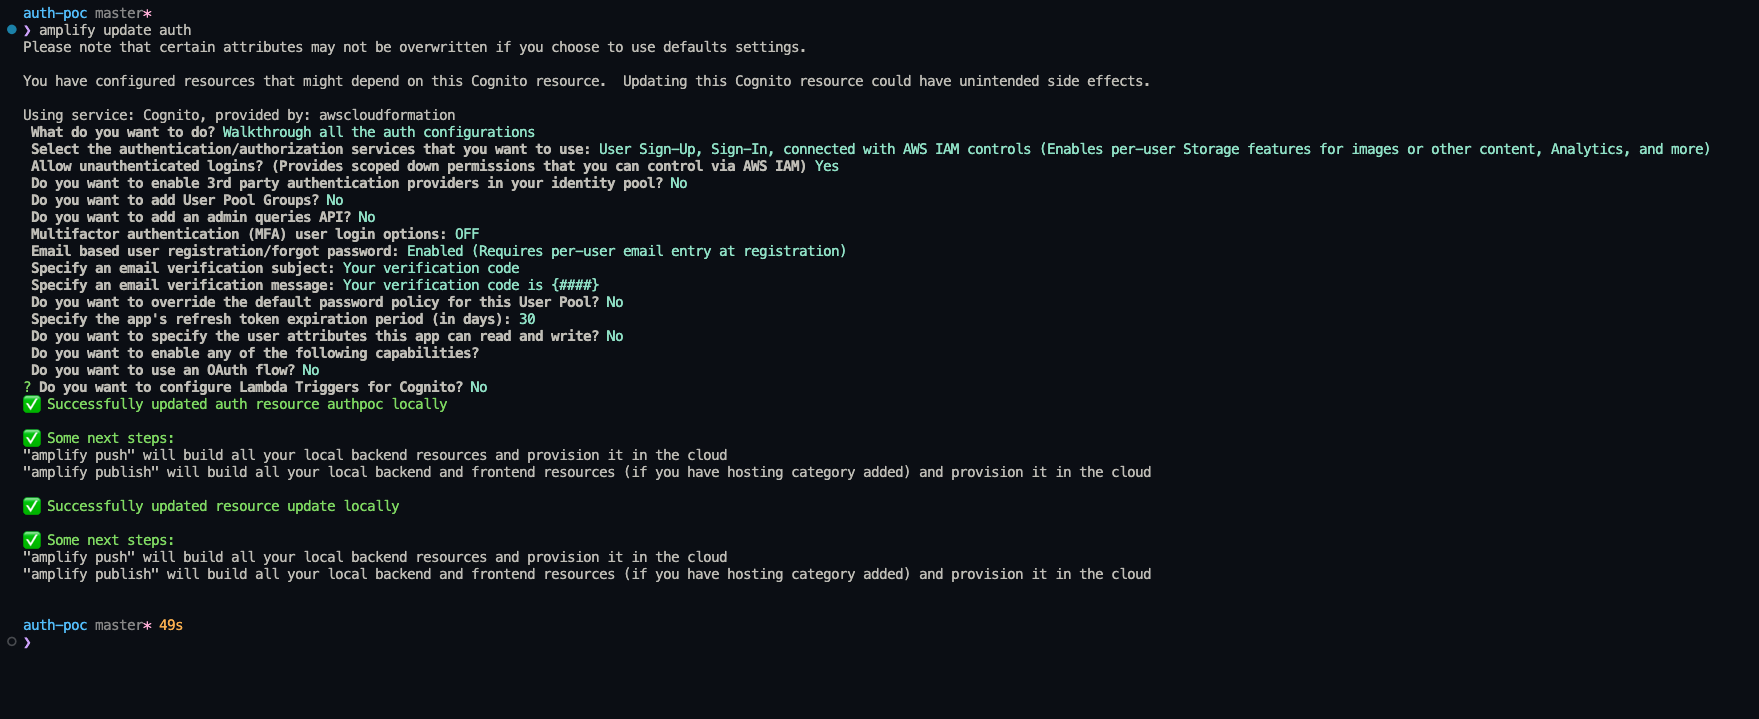 auth-poc master*
❯ amplify update auth
Please note that certain attributes may not be overwritten if you choose to use defaults settings.
You have configured resources that might depend on this Cognito resource.  Updating this Cognito resource could have unintended side effects.
Using service: Cognito, provided by: awscloudformation
What do you want to do? Walkthrough all the auth configurations
Select the authentication/authorization services that you want to use: User Sign-Up, Sign-In, connected with AWS IAM controls (Enables per-user Storage features for images or other content, Analytics, and more)
Allow unauthenticated logins? (Provides scoped down permissions that you can control via AWS IAM) Yes
Do you want to enable 3rd party authentication providers in your identity pool? No
Do you want to add User Pool Groups? No
Do you want to add an admin queries API? No
Multifactor authentication (MFA) user login options: OFF
Email based user registration/forgot password: Enabled (Requires per-user email entry at registration)
Specify an email verification subject: Your verification code
Specify an email verification message: Your verification code is {####}
Do you want to override the default password policy for this User Pool? No
Specify the app's refresh token expiration period (in days): 30
Do you want to specify the user attributes this app can read and write? No
Do you want to enable any of the following capabilities?
Do you want to use an OAuth flow? No
? Do you want to configure Lambda Triggers for Cognito? No
✅ Successfully updated auth resource authpoc locally
✅ Some next steps:
"amplify push" will build all your local backend resources and provision it in the cloud
"amplify publish" will build all your local backend and frontend resources (if you have hosting category added) and provision it in the cloud
✅ Successfully updated resource update locally
✅ Some next steps:
"amplify push" will build all your local backend resources and provision it in the cloud
"amplify publish" will build all your local backend and frontend resources (if you have hosting category added) and provision it in the cloud
auth-poc master* 49s
❯